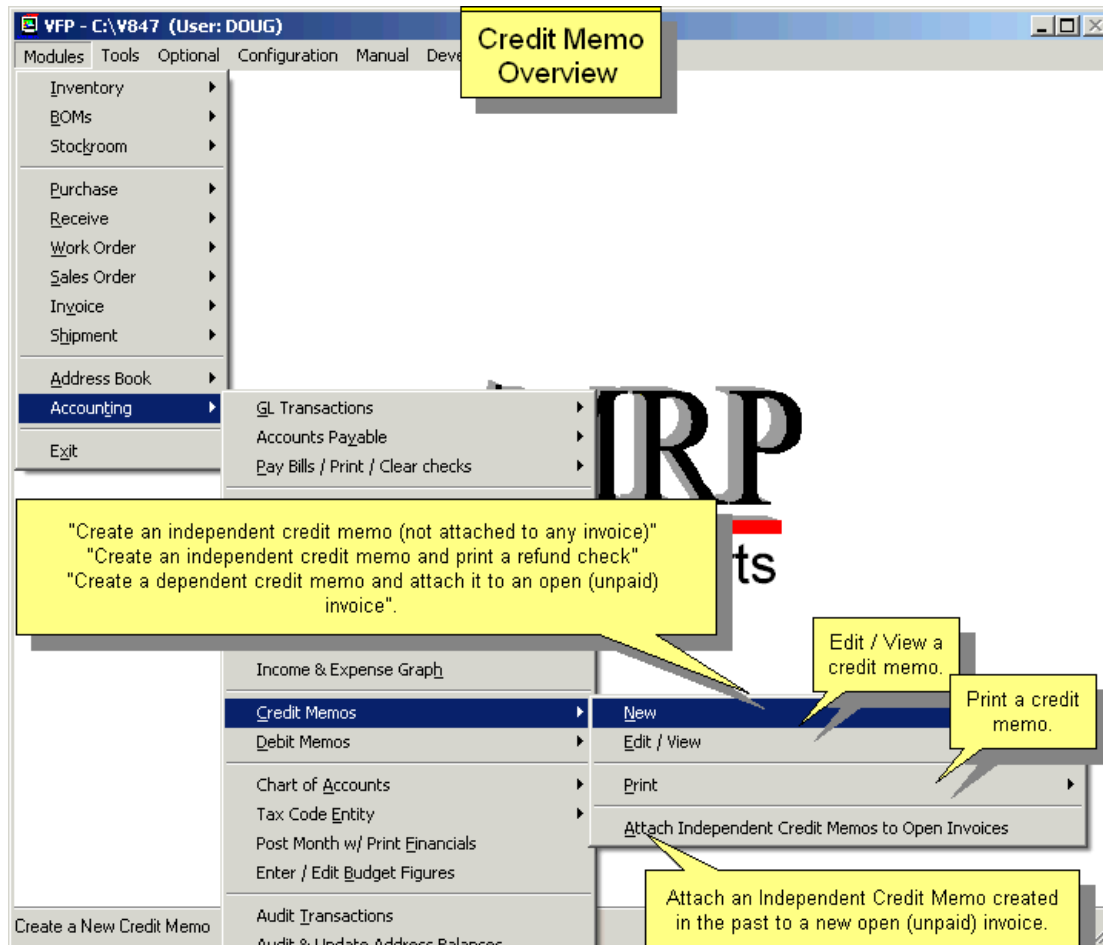 VFP - C:\V847 (User: DOUG)
Credit Memo
Overview
Modules Tools Optional Configuration Manual
Inventory
BOMs
Stockroom
Purchase
Receive
Work Order
Sales Order
Invoice
Shipment
Address Book
Accounting
Exit
GL Transactions
Accounts Payable
Pay Bills / Print / Clear checks
MRP
"Create an independent credit memo (not attached to any invoice)"
"Create an independent credit memo and print a refund check"
"Create a dependent credit memo and attach it to an open (unpaid)
invoice".
Income & Expense Graph
Credit Memos
Debit Memos
Chart of Accounts
Tax Code Entity
Post Month w/ Print Financials
Enter / Edit Budget Figures
Audit Transactions
Audit & Update Address Balances
New
Edit / View
Print
Attach Independent Credit Memos to Open Invoices
Edit / View a
credit memo.
Print a credit
memo.
Attach an Independent Credit Memo created
in the past to a new open (unpaid) invoice.
Create a New Credit Memo